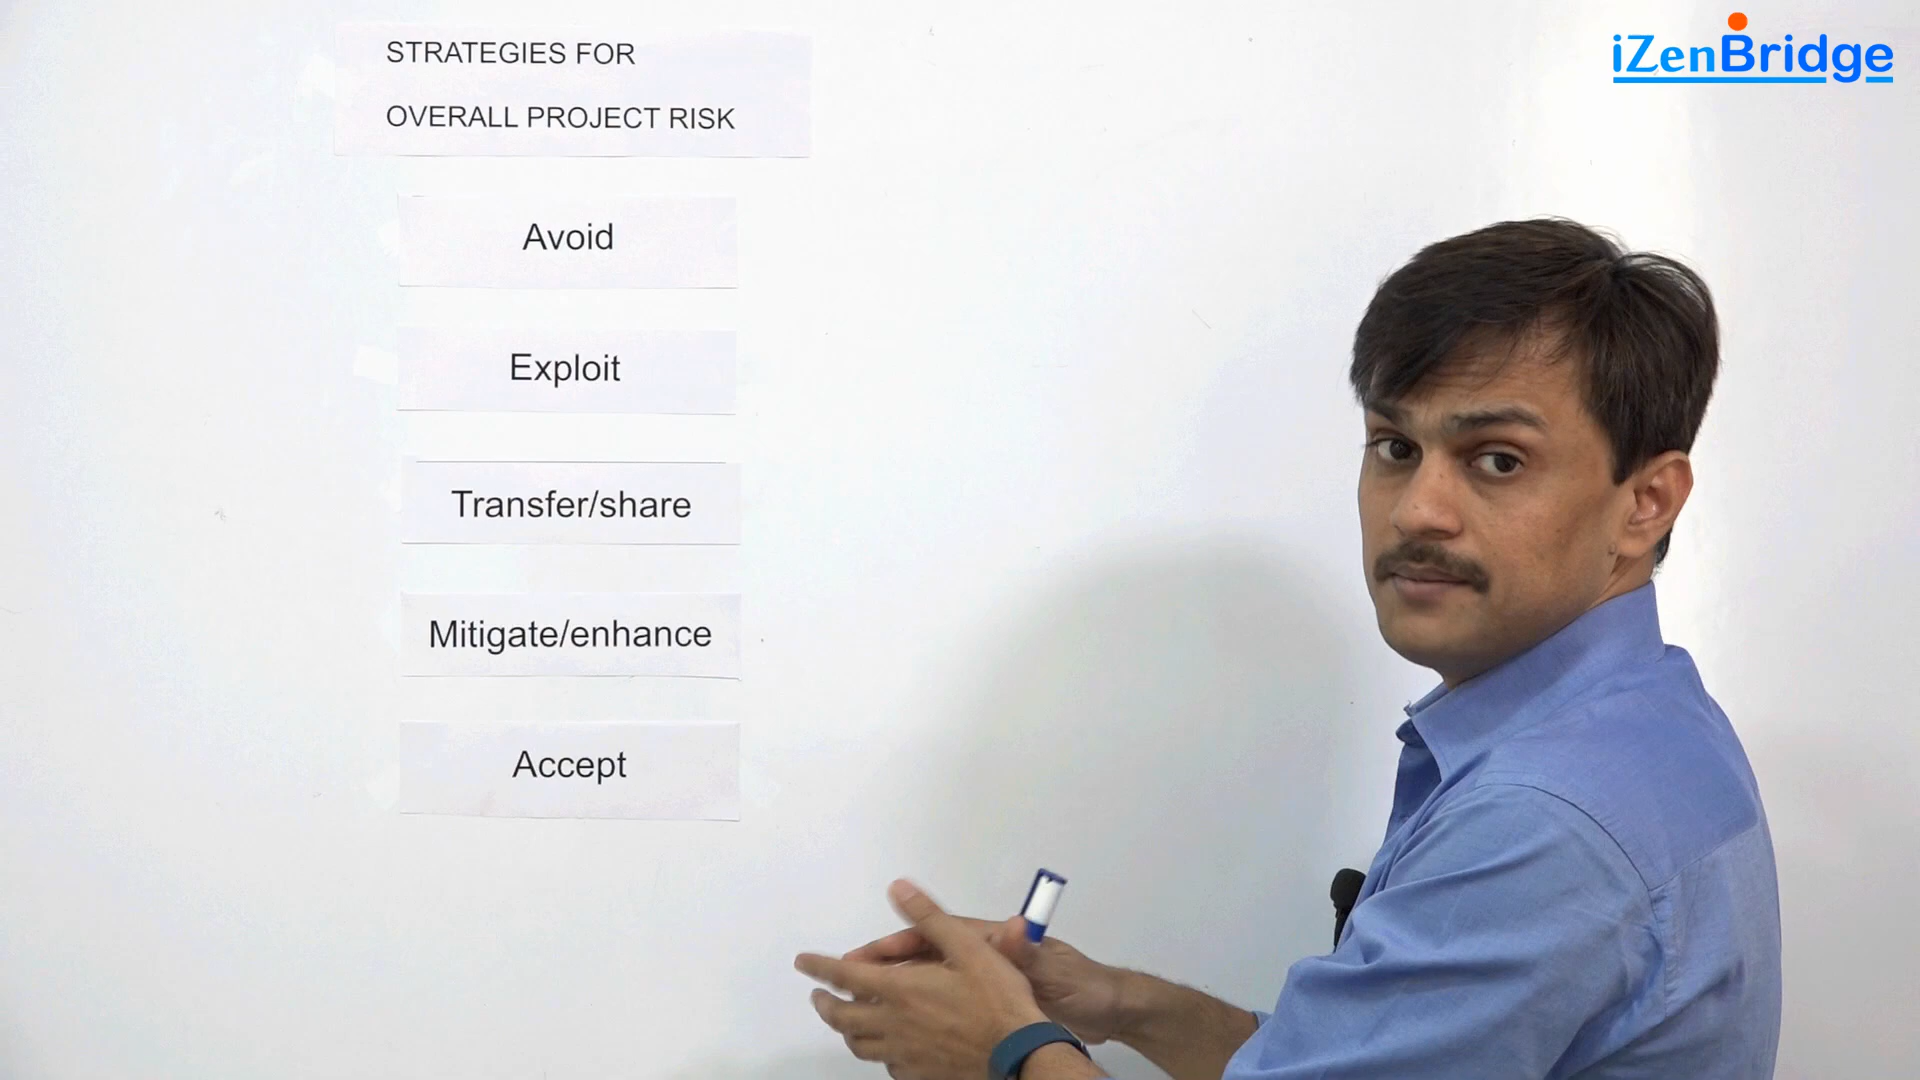 STRATEGIES FOR
OVERALL PROJECT RISK
Avoid
Exploit
Transfer/share
Mitigate/enhance
Accept
iZenBridge